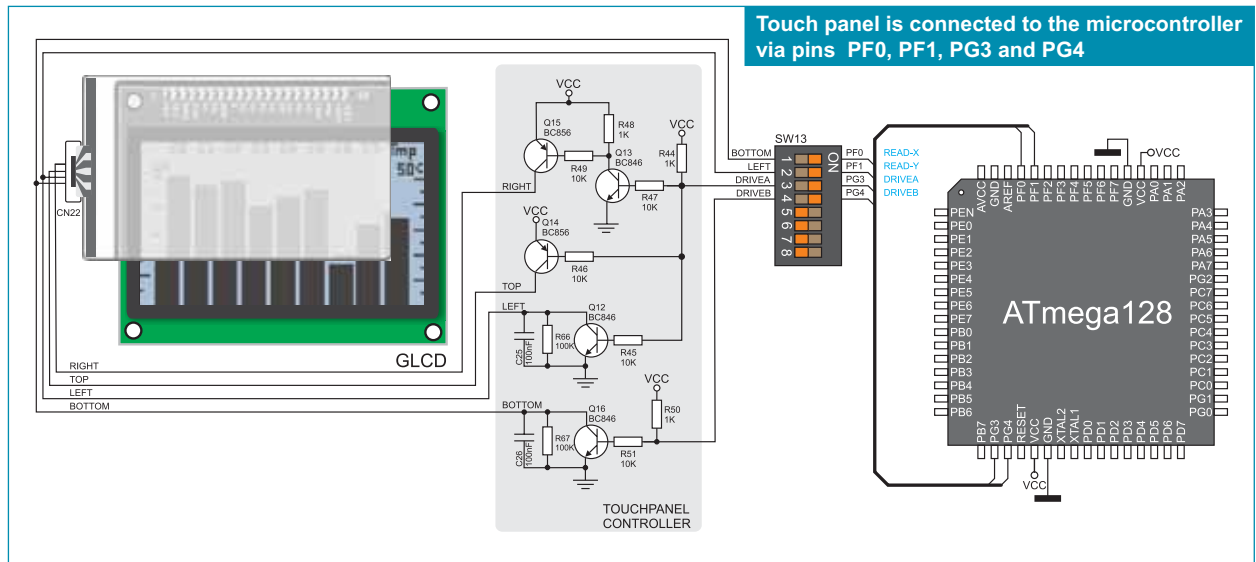 Touch panel is connected to the microcontroller
via pins PF0, PF1, PG3 and PG4
VCC
Q15
BC856
R48
1K
Q13
BC846
VCC
R44
1K
R49
10K
R47
10K
RIGHT
VCC
Q14
BC856
R46
10K
TOP
LEFT
Q12
BC846
C25
100nF
R66
100K
R45
10K
VCC
R50
1K
BOTTOM
Q16
BC846
C26
100nF
R67
100K
R51
10K
TOUCHPANEL
CONTROLLER
CN22
mp
50C
GLCD
RIGHT
TOP
LEFT
BOTTOM
SW13
ON
1
2
3
4
5
6
7
8
BOTTOM
LEFT
DRIVEA
DRIVEB
PF0 READ-X
PF1 READ-Y
PG3 DRIVEA
PG4 DRIVEB
VCC
AVCC
GND
AREF
PF0
PF1
PF2
PF3
PF4
PF5
PF6
PF7
GND
VCC
PA0
PA1
PA2
PEN
PE0
PE1
PE2
PE3
PE4
PE5
PE6
PE7
PB0
PB1
PB2
PB3
PB4
PB5
PB6
ATmega128
PA3
PA4
PA5
PA6
PA7
PG2
PC7
PC6
PC5
PC4
PC3
PC2
PC1
PC0
PG1
PG0
PB7
PG3
PG4
RESET
VCC
GND
XTAL2
XTAL1
PD0
PD1
PD2
PD3
PD4
PD5
PD6
PD7
VCC